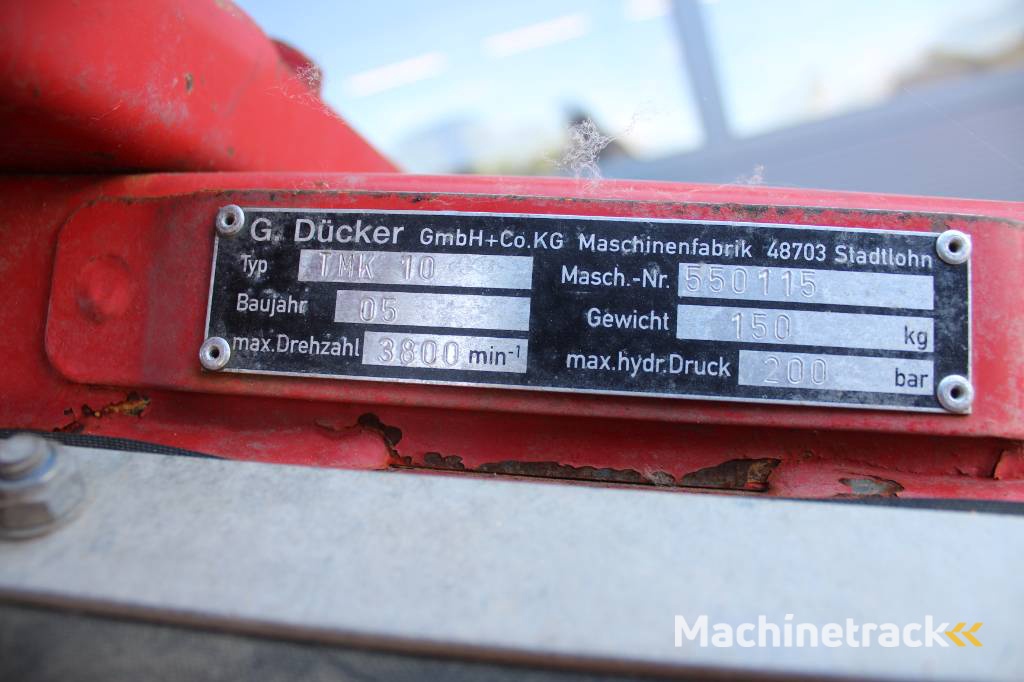 G. Dücker GmbH+Co.KG Maschinenfabrik 48703 Stadtlohn
Typ TMK 10
Masch.-Nr. 550115
Baujahr 05
Gewicht 150 kg
max.Drehzahl 3800 min⁻¹
max.hydr.Druck 200 bar
Machinetrack